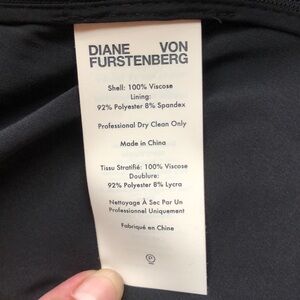 DIANE VON
FURSTENBERG
Shell: 100% Viscose
Lining:
92% Polyester 8% Spandex
Professional Dry Clean Only
Made in China
Tissu Stratifié: 100% Viscose
Doublure:
92% Polyester 8% Lycra
Nettoyage À Sec Par Un
Professionnel Uniquement
Fabriqué en Chine